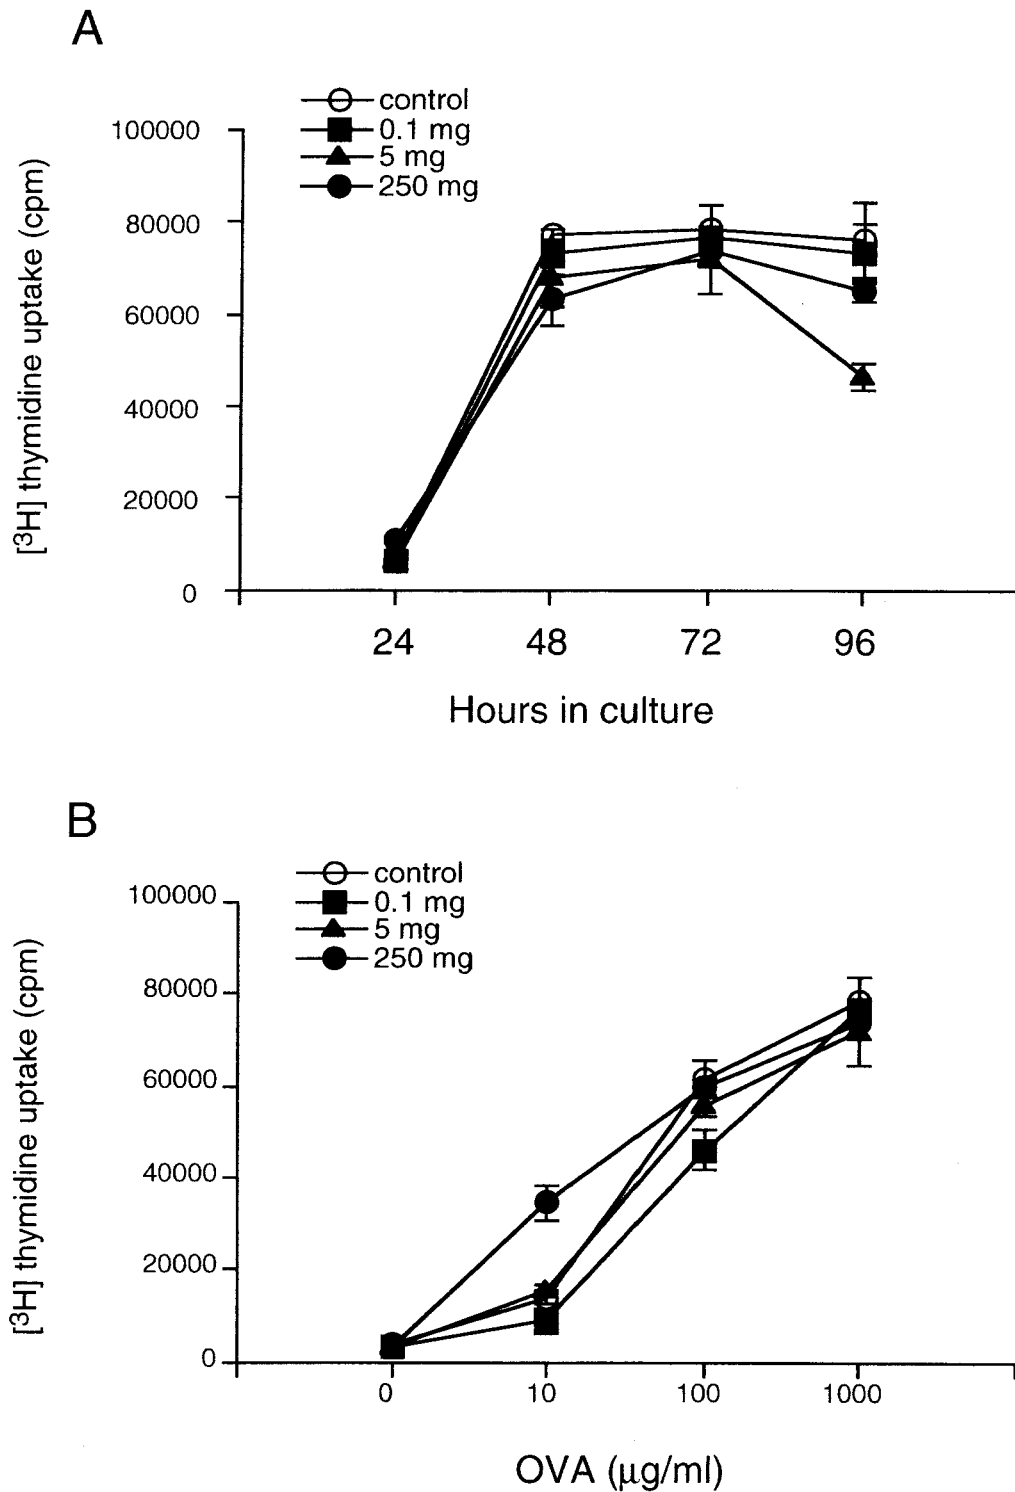 A
control
0.1 mg
5 mg
250 mg
100000
80000
60000
40000
20000
0
[³H] thymidine uptake (cpm)
24 48 72 96
Hours in culture
B
control
0.1 mg
5 mg
250 mg
100000
80000
60000
40000
20000
0
[³H] thymidine uptake (cpm)
0 10 100 1000
OVA (μg/ml)